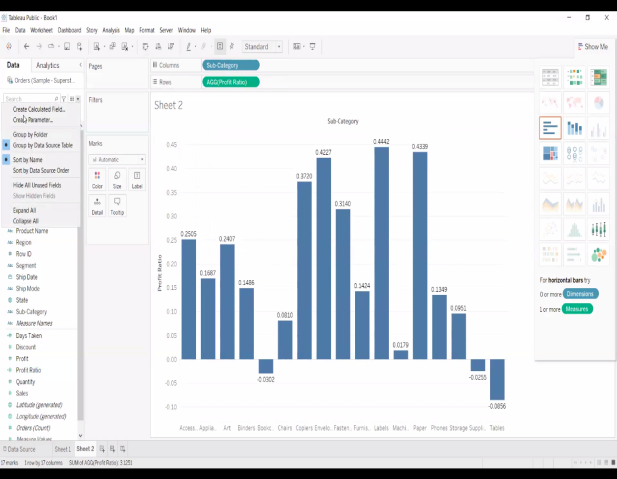 Tableau Public - Book1
File Data Worksheet Dashboard Story Analysis Map Format Server Window Help
Standard
Show Me
Data Analytics
Pages
Columns Sub-Category
Orders (Sample - Superst...
Rows AGG(Profit Ratio)
Search
Filters
Sheet 2
Create Calculated Field...
Create Parameter...
Sub-Category
Group by Folder
Group by Data Source Table
Marks
Sort by Name
Automatic
Sort by Data Source Order
Color Size Label
Hide All Unused Fields
Show Hidden Fields
Detail Tooltip
Expand All
Collapse All
Product Name
Region
Row ID
Segment
Ship Date
Ship Mode
State
Sub-Category
Measure Names
Days Taken
Discount
Profit
Profit Ratio
Quantity
Sales
Latitude (generated)
Longitude (generated)
Orders (Count)
Measure Values
Profit Ratio
0.45
0.40
0.35
0.30
0.25
0.20
0.15
0.10
0.05
0.00
-0.05
-0.10
0.2505 0.1687 0.2407 0.1486 -0.0302 0.0810 0.3720 0.4227 0.3140 0.1424 0.4442 0.0179 0.4339 0.1349 0.0951 -0.0255 -0.0856
Access.. Applia.. Art Binders Bookc.. Chairs Copiers Envelo.. Fasten.. Furnis.. Labels Machi.. Paper Phones Storage Suppli.. Tables
For horizontal bars try
0 or more Dimensions
1 or more Measures
Data Source Sheet 1 Sheet 2
17 marks 1 row by 17 columns SUM of AGG(Profit Ratio): 3.125